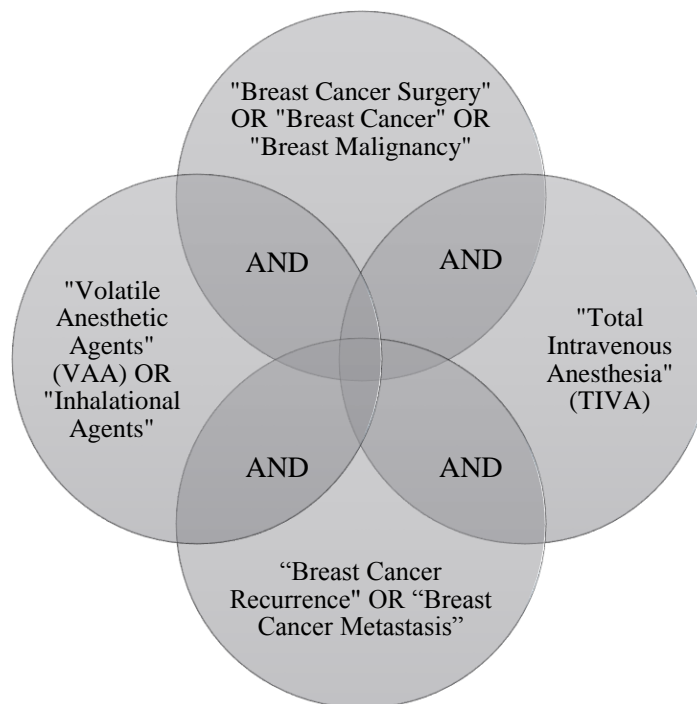 "Breast Cancer Surgery"
OR "Breast Cancer" OR
"Breast Malignancy"
AND
AND
"Volatile
Anesthetic
Agents"
(VAA) OR
"Inhalational
Agents"
"Total
Intravenous
Anesthesia"
(TIVA)
AND
AND
“Breast Cancer
Recurrence" OR “Breast
Cancer Metastasis”